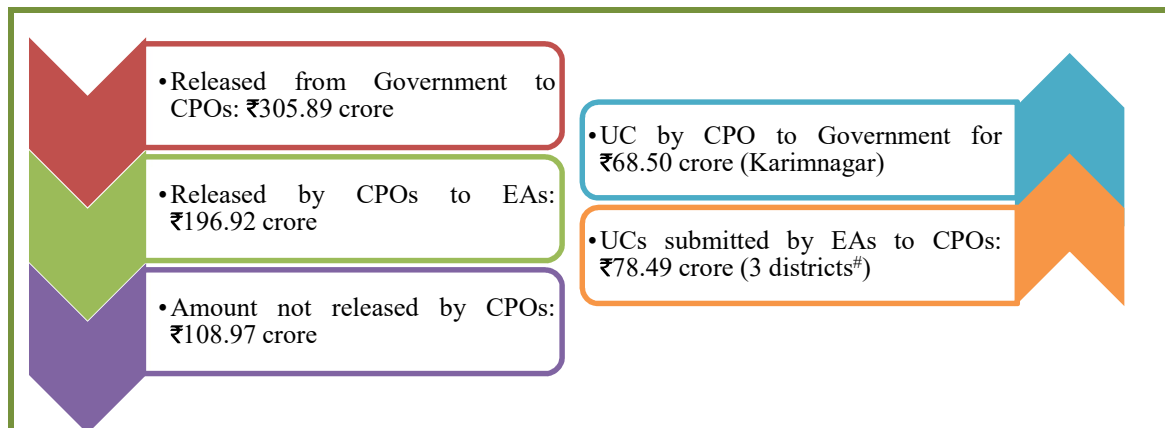 •Released from Government to
CPOs: ₹305.89 crore
•Released by CPOs to EAs:
₹196.92 crore
•Amount not released by CPOs:
₹108.97 crore
•UC by CPO to Government for
₹68.50 crore (Karimnagar)
•UCs submitted by EAs to CPOs:
₹78.49 crore (3 districts#)